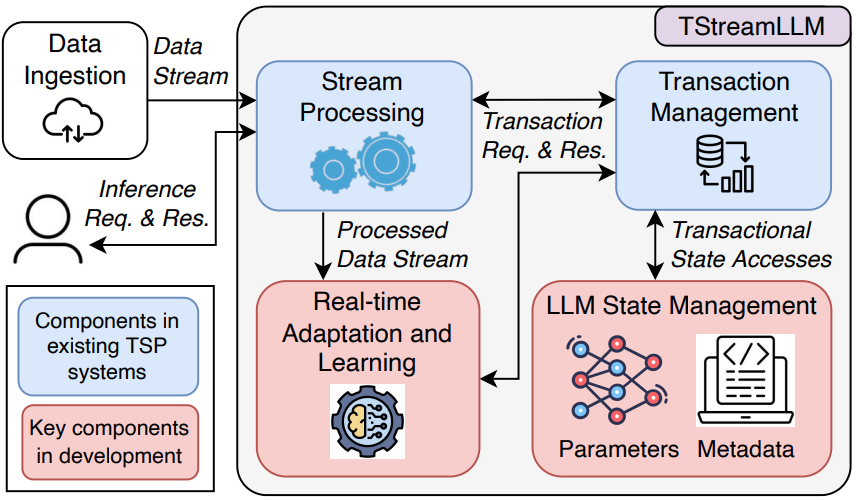 TStreamLLM
Data
Ingestion
Data
Stream
Stream
Processing
Transaction
Management
Transaction
Req. & Res.
Inference
Req. & Res.
Processed
Data Stream
Transactional
State Accesses
Real-time
Adaptation and
Learning
LLM State Management
</>
Parameters
Metadata
Components in
existing TSP
systems
Key components
in development